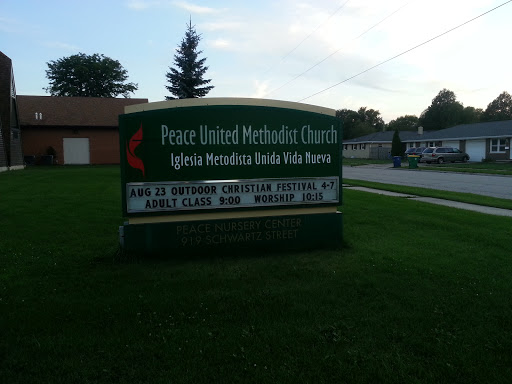 Peace United Methodist Church
Iglesia Metodista Unida Vida Nueva
AUG 23 OUTDOOR CHRISTIAN FESTIVAL 4-7
ADULT CLASS 9:00 WORSHIP 10:15
PEACE NURSERY CENTER
919 SCHWARTZ STREET